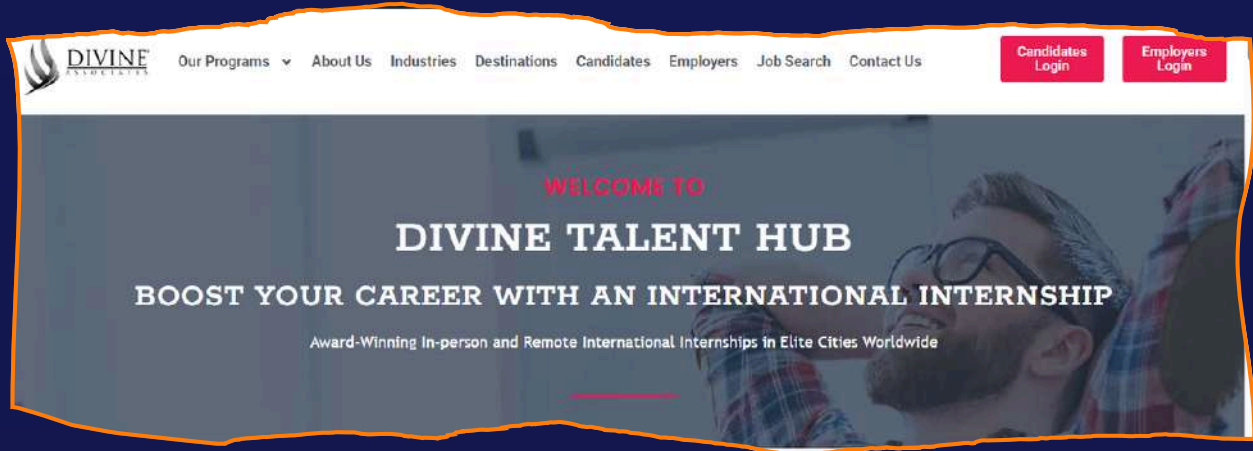 DIVINE
ASSOCIATES
Our Programs About Us Industries Destinations Candidates Employers Job Search Contact Us
Candidates
Login
Employers
Login
WELCOME TO
DIVINE TALENT HUB
BOOST YOUR CAREER WITH AN INTERNATIONAL INTERNSHIP
Award-Winning In-person and Remote International Internships in Elite Cities Worldwide